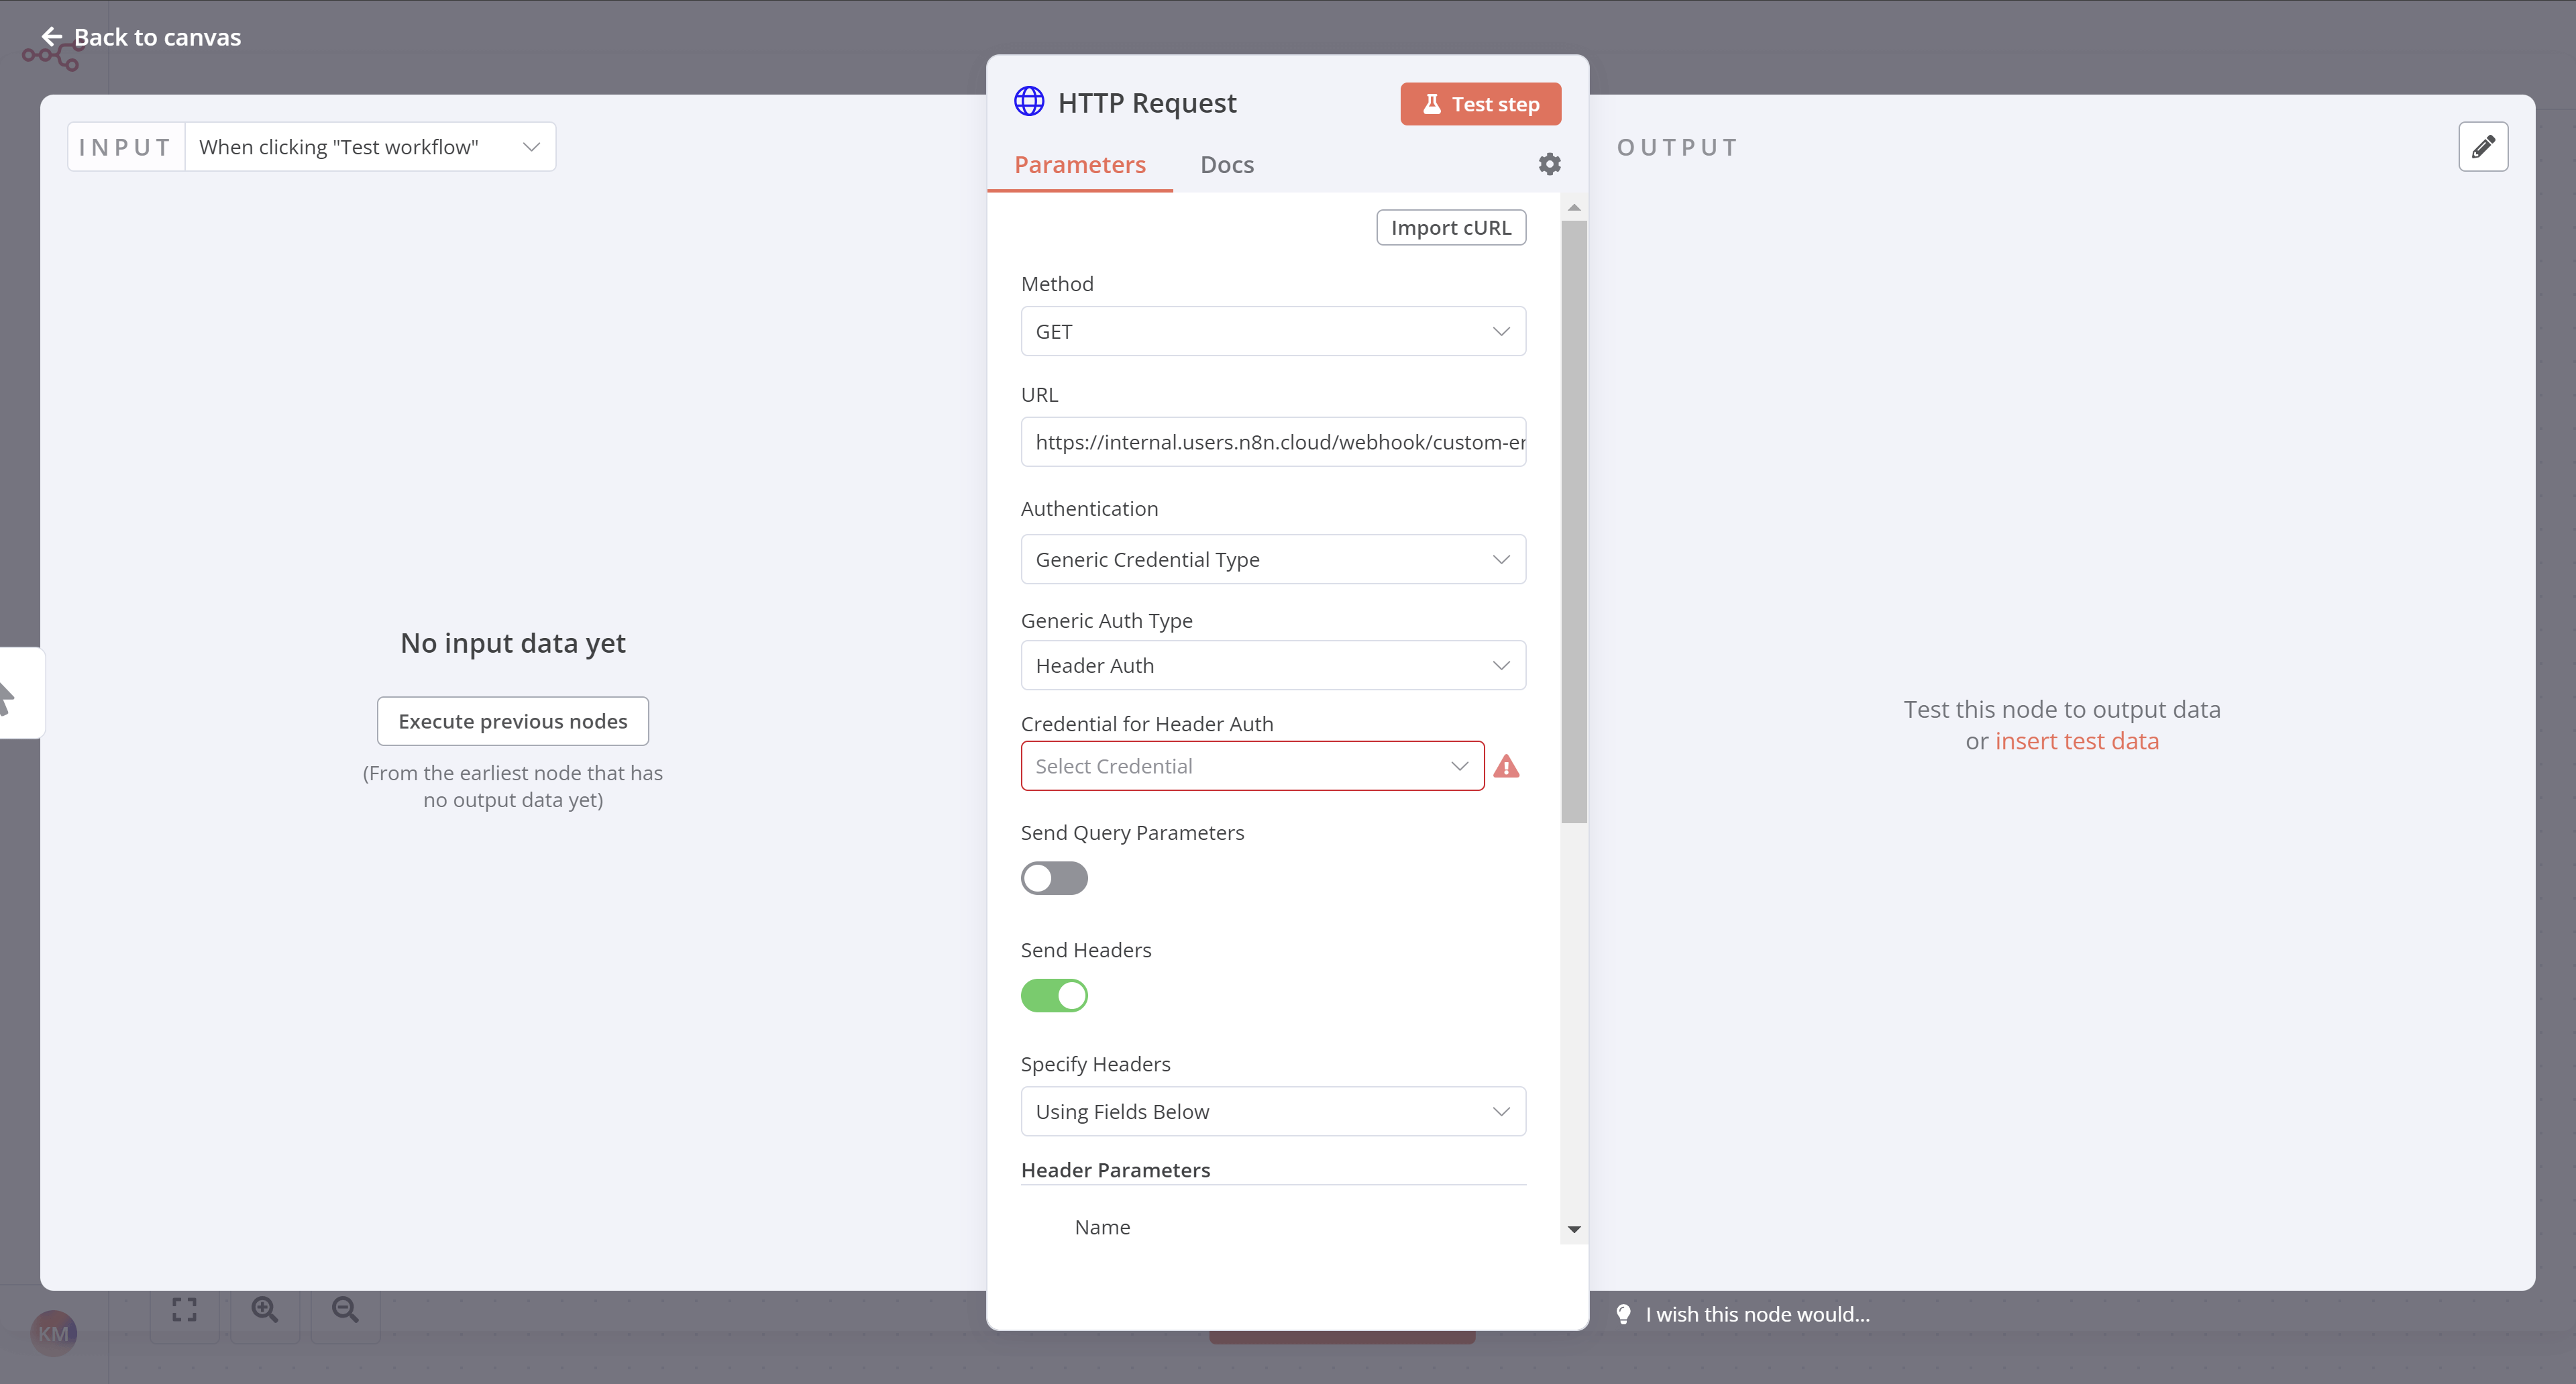 Back to canvas
INPUT
When clicking "Test workflow"
No input data yet
Execute previous nodes
(From the earliest node that has
no output data yet)
HTTP Request
Test step
Parameters
Docs
Import cURL
Method
GET
URL
https://internal.users.n8n.cloud/webhook/custom-er
Authentication
Generic Credential Type
Generic Auth Type
Header Auth
Credential for Header Auth
Select Credential
Send Query Parameters
Send Headers
Specify Headers
Using Fields Below
Header Parameters
Name
OUTPUT
Test this node to output data
or insert test data
KM
I wish this node would...